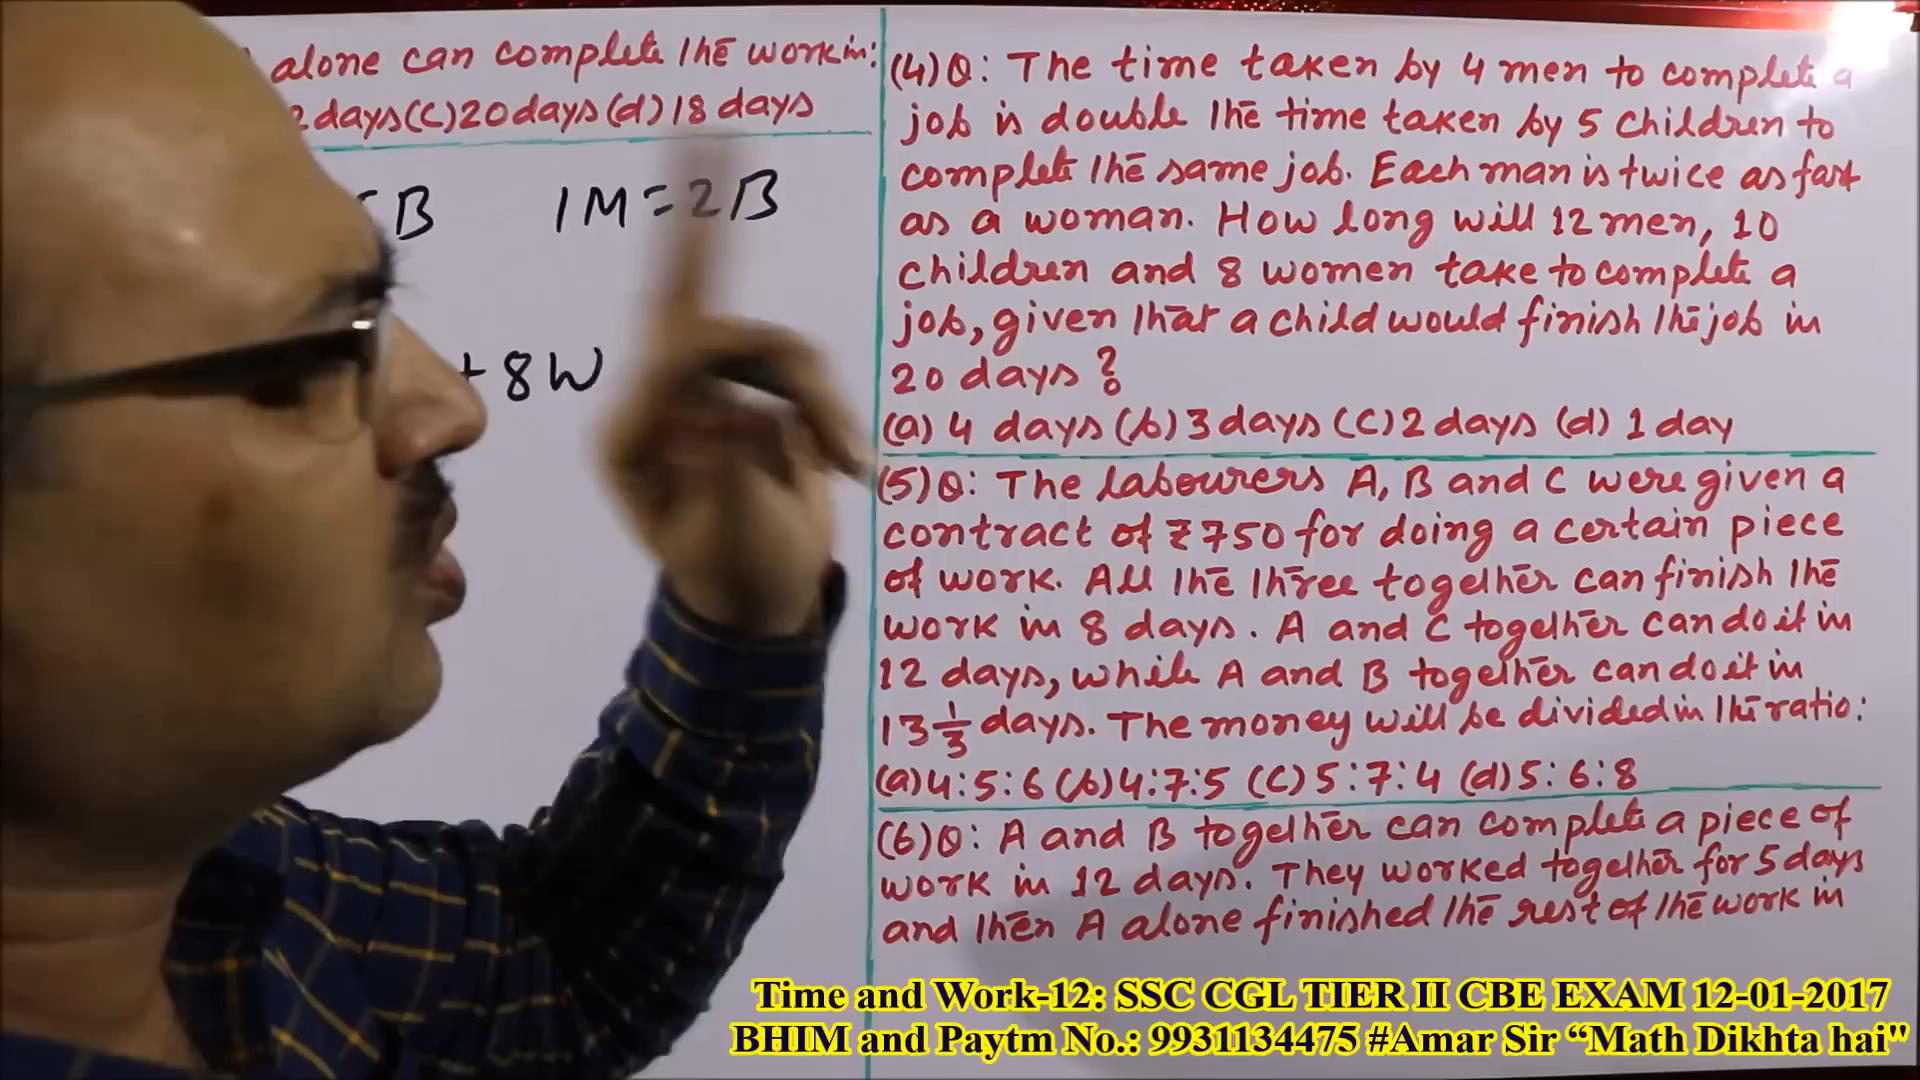 alone can complete the work in:
2 days (c) 20 days (d) 18 days
= B 1M = 2B
+ 8W
(4) Q: The time taken by 4 men to complete a
job is double the time taken by 5 children to
complete the same job. Each man is twice as fast
as a woman. How long will 12 men, 10
children and 8 women take to complete a
job, given that a child would finish the job in
20 days ?
(a) 4 days (b) 3 days (c) 2 days (d) 1 day
(5) Q: The labourers A, B and C were given a
contract of ₹750 for doing a certain piece
of work. All the three together can finish the
work in 8 days. A and C together can do it in
12 days, while A and B together can do it in
13 1/3 days. The money will be divided in the ratio:
(a) 4:5:6 (b) 4:7:5 (c) 5:7:4 (d) 5:6:8
(6) Q: A and B together can complete a piece of
work in 12 days. They worked together for 5 days
and then A alone finished the rest of the work in
Time and Work-12: SSC CGL TIER II CBE EXAM 12-01-2017
BHIM and Paytm No.: 9931134475 #Amar Sir “Math Dikhta hai"